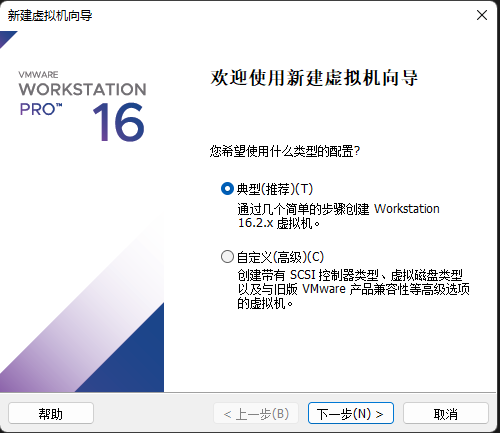 新建虚拟机向导
VMWARE
WORKSTATION
PRO™ 16
欢迎使用新建虚拟机向导
您希望使用什么类型的配置?
典型(推荐)(T)
通过几个简单的步骤创建 Workstation
16.2.x 虚拟机。
自定义(高级)(C)
创建带有 SCSI 控制器类型、虚拟磁盘类型
以及与旧版 VMware 产品兼容性等高级选项
的虚拟机。
帮助
< 上一步(B)
下一步(N) >
取消